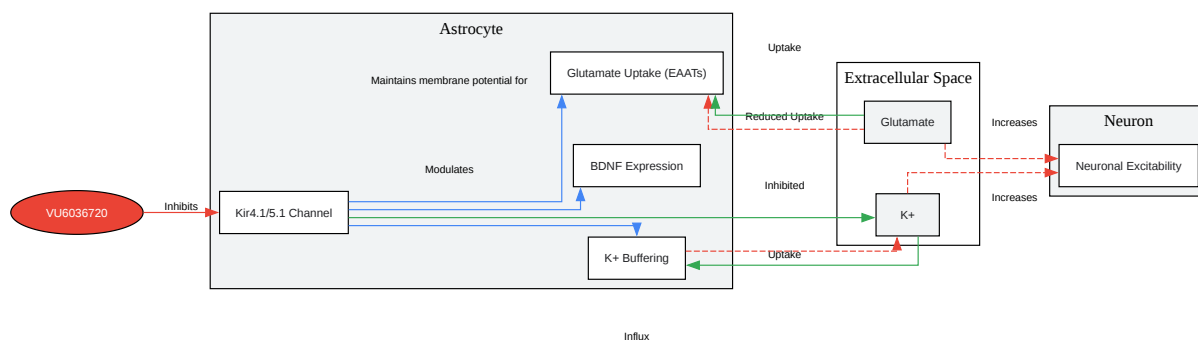 Astrocyte
Uptake
Maintains membrane potential for
Glutamate Uptake (EAATs)
Extracellular Space
Reduced Uptake
Glutamate
Increases
Neuron
Modulates
BDNF Expression
Neuronal Excitability
Inhibited
Increases
VU6036720
Inhibits
Kir4.1/5.1 Channel
K+
K+ Buffering
Uptake
Influx